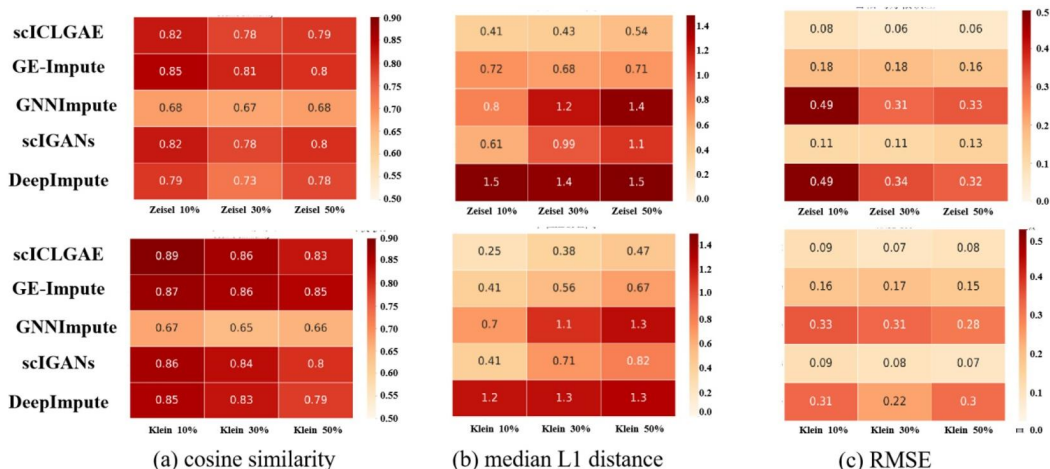 scICLGAE 0.82 0.78 0.79
GE-Impute 0.85 0.81 0.8
GNNImpute 0.68 0.67 0.68
scIGANs 0.82 0.78 0.8
DeepImpute 0.79 0.73 0.78
Zeisel 10% Zeisel 30% Zeisel 50%
0.90
0.85
0.80
0.75
0.70
0.65
0.60
0.55
0.50
0.41 0.43 0.54
0.72 0.68 0.71
0.8 1.2 1.4
0.61 0.99 1.1
1.5 1.4 1.5
Zeisel 10% Zeisel 30% Zeisel 50%
1.4
1.2
1.0
0.8
0.6
0.4
0.2
0.0
0.08 0.06 0.06
0.18 0.18 0.16
0.49 0.31 0.33
0.11 0.11 0.13
0.49 0.34 0.32
Zeisel 10% Zeisel 30% Zeisel 50%
0.5
0.4
0.3
0.2
0.1
0.0
scICLGAE 0.89 0.86 0.83
GE-Impute 0.87 0.86 0.85
GNNImpute 0.67 0.65 0.66
scIGANs 0.86 0.84 0.8
DeepImpute 0.85 0.83 0.79
Klein 10% Klein 30% Klein 50%
0.90
0.85
0.80
0.75
0.70
0.65
0.60
0.55
0.50
0.25 0.38 0.47
0.41 0.56 0.67
0.7 1.1 1.3
0.41 0.71 0.82
1.2 1.3 1.3
Klein 10% Klein 30% Klein 50%
1.4
1.2
1.0
0.8
0.6
0.4
0.2
0.0
0.09 0.07 0.08
0.16 0.17 0.15
0.33 0.31 0.28
0.09 0.08 0.07
0.31 0.22 0.3
Klein 10% Klein 30% Klein 50%
0.5
0.4
0.3
0.2
0.1
0.0
(a) cosine similarity (b) median L1 distance (c) RMSE